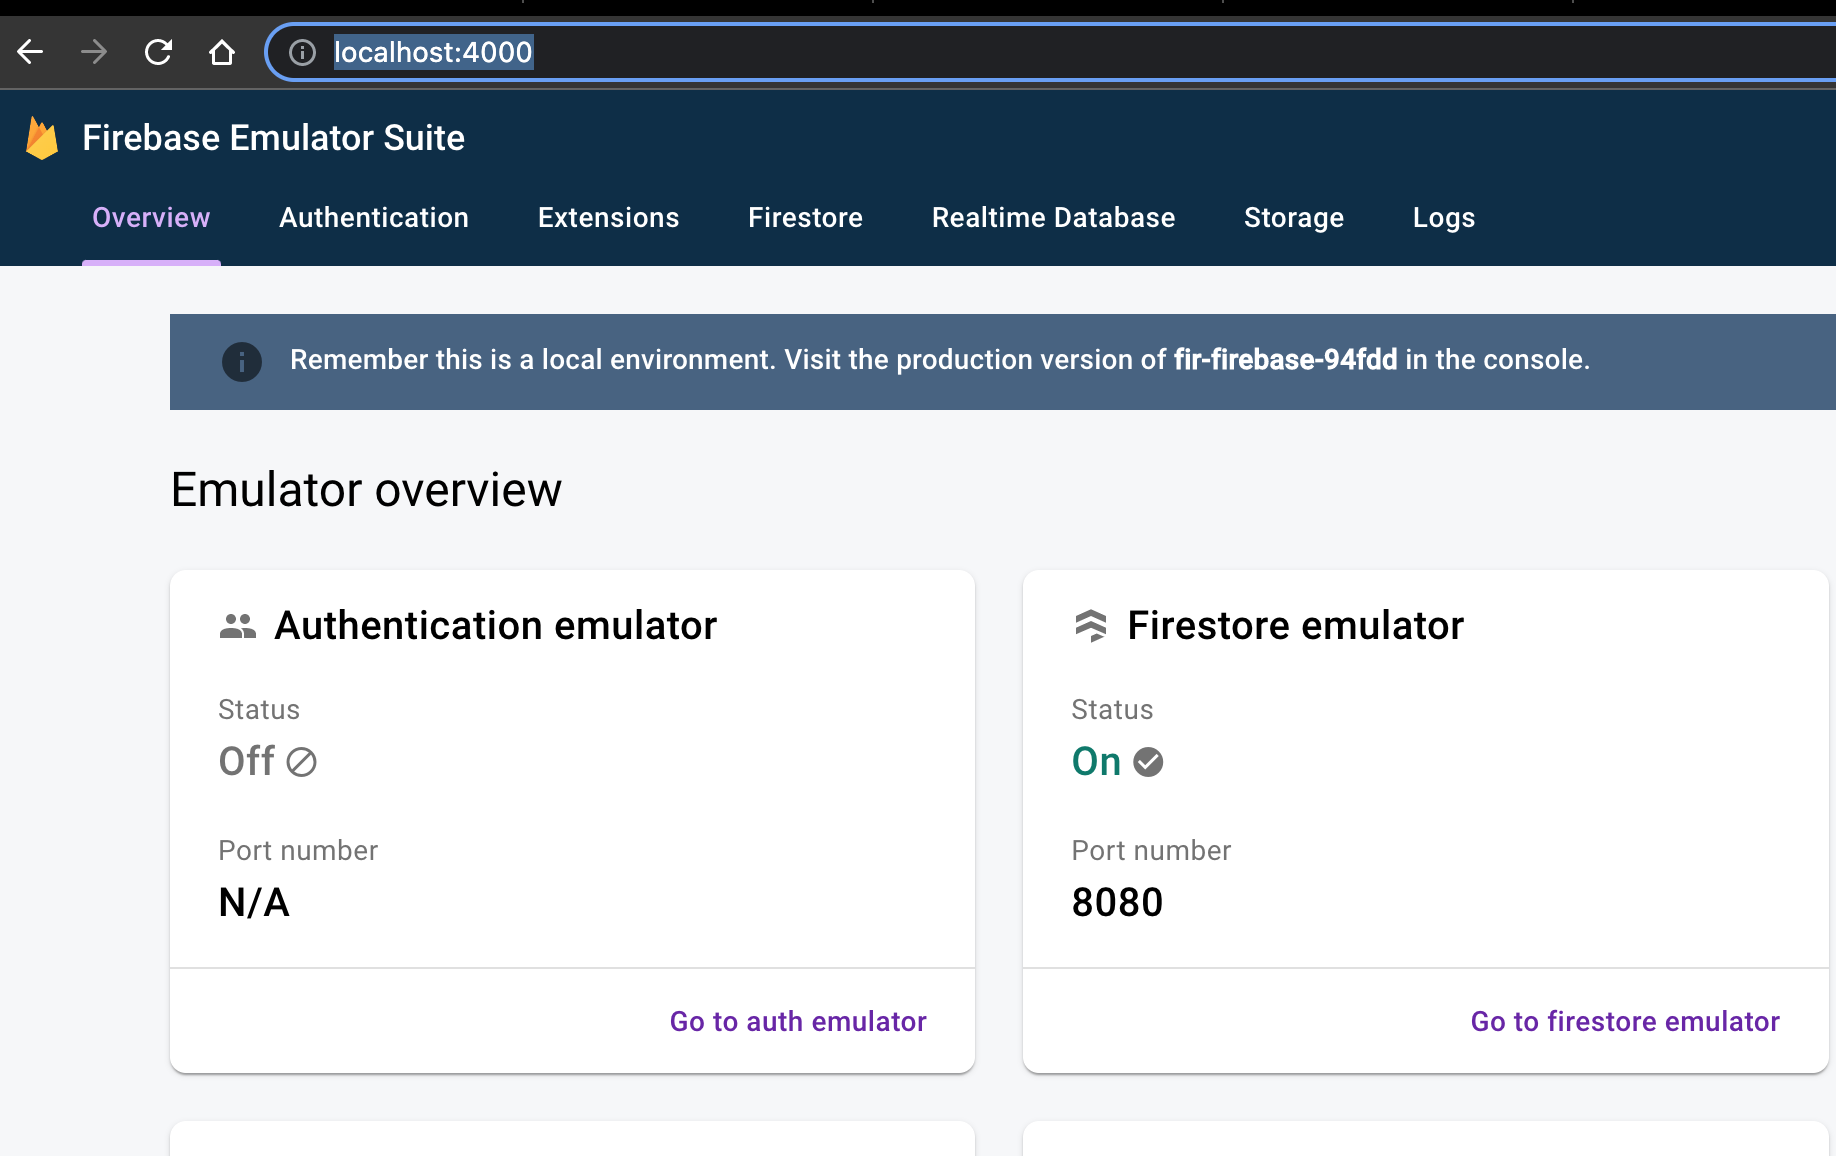 localhost:4000
Firebase Emulator Suite
Overview Authentication Extensions Firestore Realtime Database Storage Logs
Remember this is a local environment. Visit the production version of fir-firebase-94fdd in the console.
Emulator overview
Authentication emulator
Status
Off
Port number
N/A
Go to auth emulator
Firestore emulator
Status
On
Port number
8080
Go to firestore emulator